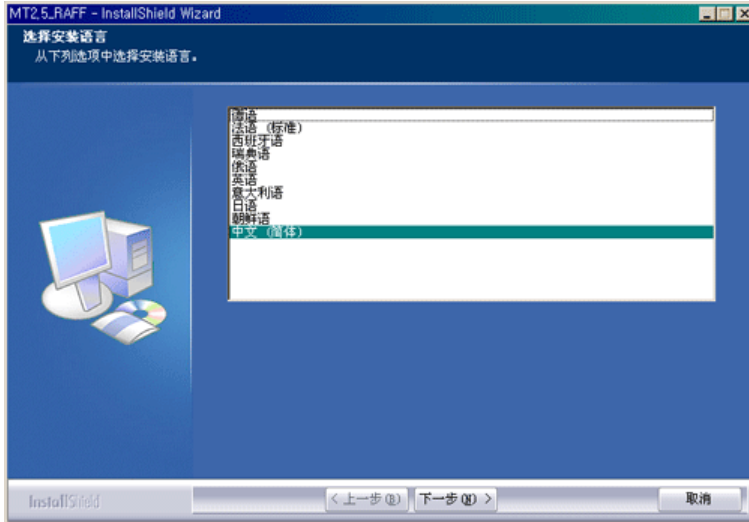 MT2.5_RAFF - InstallShield Wizard
选择安装语言
从下列选项中选择安装语言。
德语
法语 (标准)
西班牙语
瑞典语
俄语
英语
意大利语
日语
朝鲜语
中文 (简体)
InstallShield
< 上一步(B)
下一步(N) >
取消